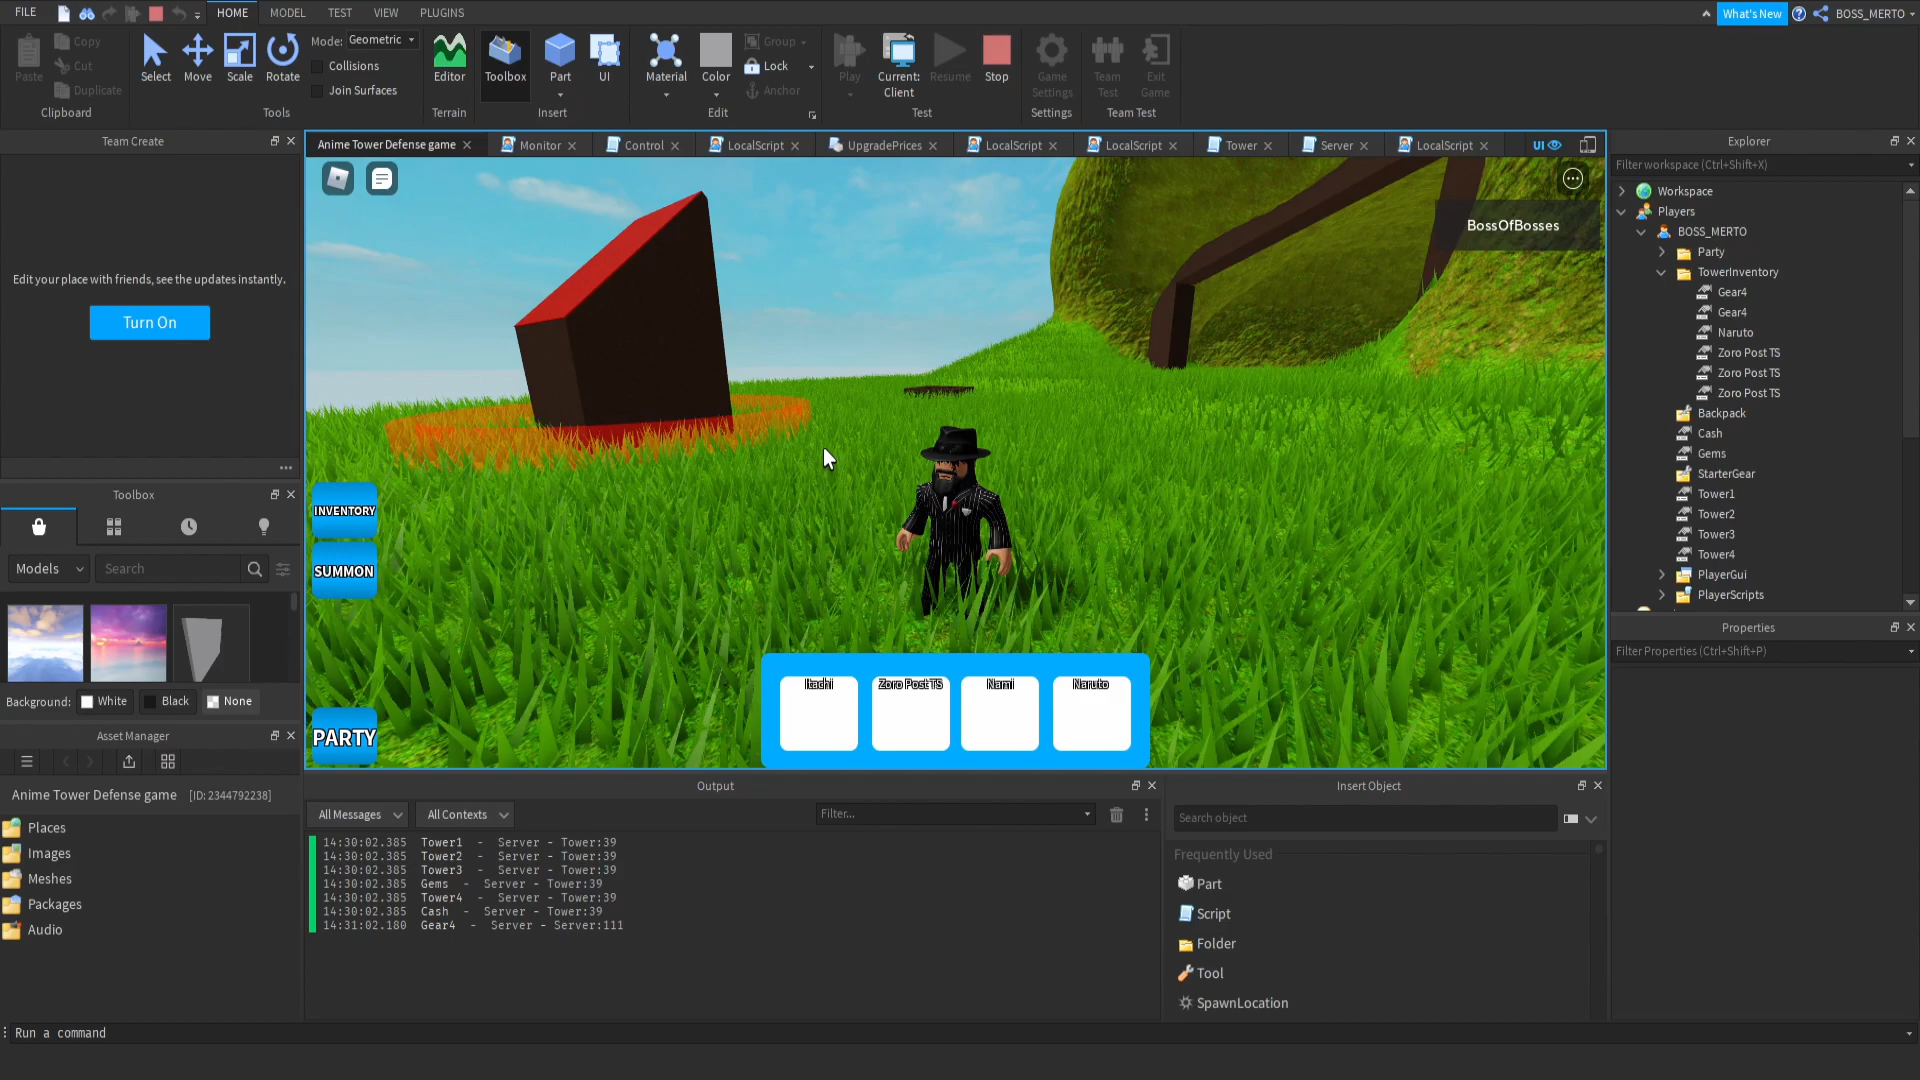 FILE HOME MODEL TEST VIEW PLUGINS What's New BOSS_MERTO
Paste Copy Cut Duplicate Clipboard
Select Move Scale Rotate Mode: Geometric Collisions Join Surfaces Tools
Editor Terrain
Toolbox Part UI Insert
Material Color Group Lock Anchor Edit
Play Current: Client Resume Stop Test
Game Settings Settings
Team Test Exit Game Team Test
Team Create
Edit your place with friends, see the updates instantly.
Turn On
Toolbox
Models Search
Background: White Black None
Asset Manager
Anime Tower Defense game [ID: 2344792238]
Places
Images
Meshes
Packages
Audio
Anime Tower Defense game Monitor Control LocalScript UpgradePrices LocalScript LocalScript Tower Server LocalScript UI
BossOfBosses
INVENTORY
SUMMON
PARTY
Itachi Zoro Post TS Nami Naruto
Output
All Messages All Contexts Filter...
14:30:02.385 Tower1 - Server - Tower:39
14:30:02.385 Tower2 - Server - Tower:39
14:30:02.385 Tower3 - Server - Tower:39
14:30:02.385 Gems - Server - Tower:39
14:30:02.385 Tower4 - Server - Tower:39
14:30:02.385 Cash - Server - Tower:39
14:31:02.180 Gear4 - Server - Server:111
Insert Object
Search object
Frequently Used
Part
Script
Folder
Tool
SpawnLocation
Explorer
Filter workspace (Ctrl+Shift+X)
Workspace
Players
BOSS_MERTO
Party
TowerInventory
Gear4
Gear4
Naruto
Zoro Post TS
Zoro Post TS
Zoro Post TS
Backpack
Cash
Gems
StarterGear
Tower1
Tower2
Tower3
Tower4
PlayerGui
PlayerScripts
Properties
Filter Properties (Ctrl+Shift+P)
Run a command